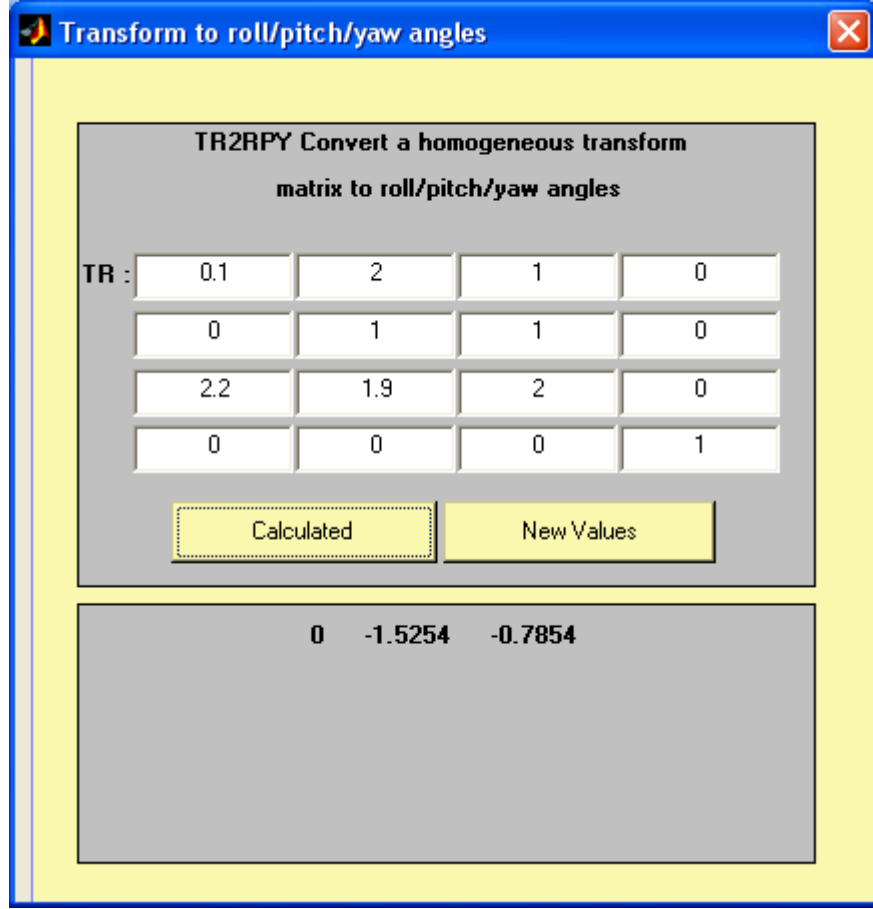 Transform to roll/pitch/yaw angles
TR2RPY Convert a homogeneous transform
matrix to roll/pitch/yaw angles
TR : 0.1 2 1 0
0 1 1 0
2.2 1.9 2 0
0 0 0 1
Calculated New Values
0 -1.5254 -0.7854